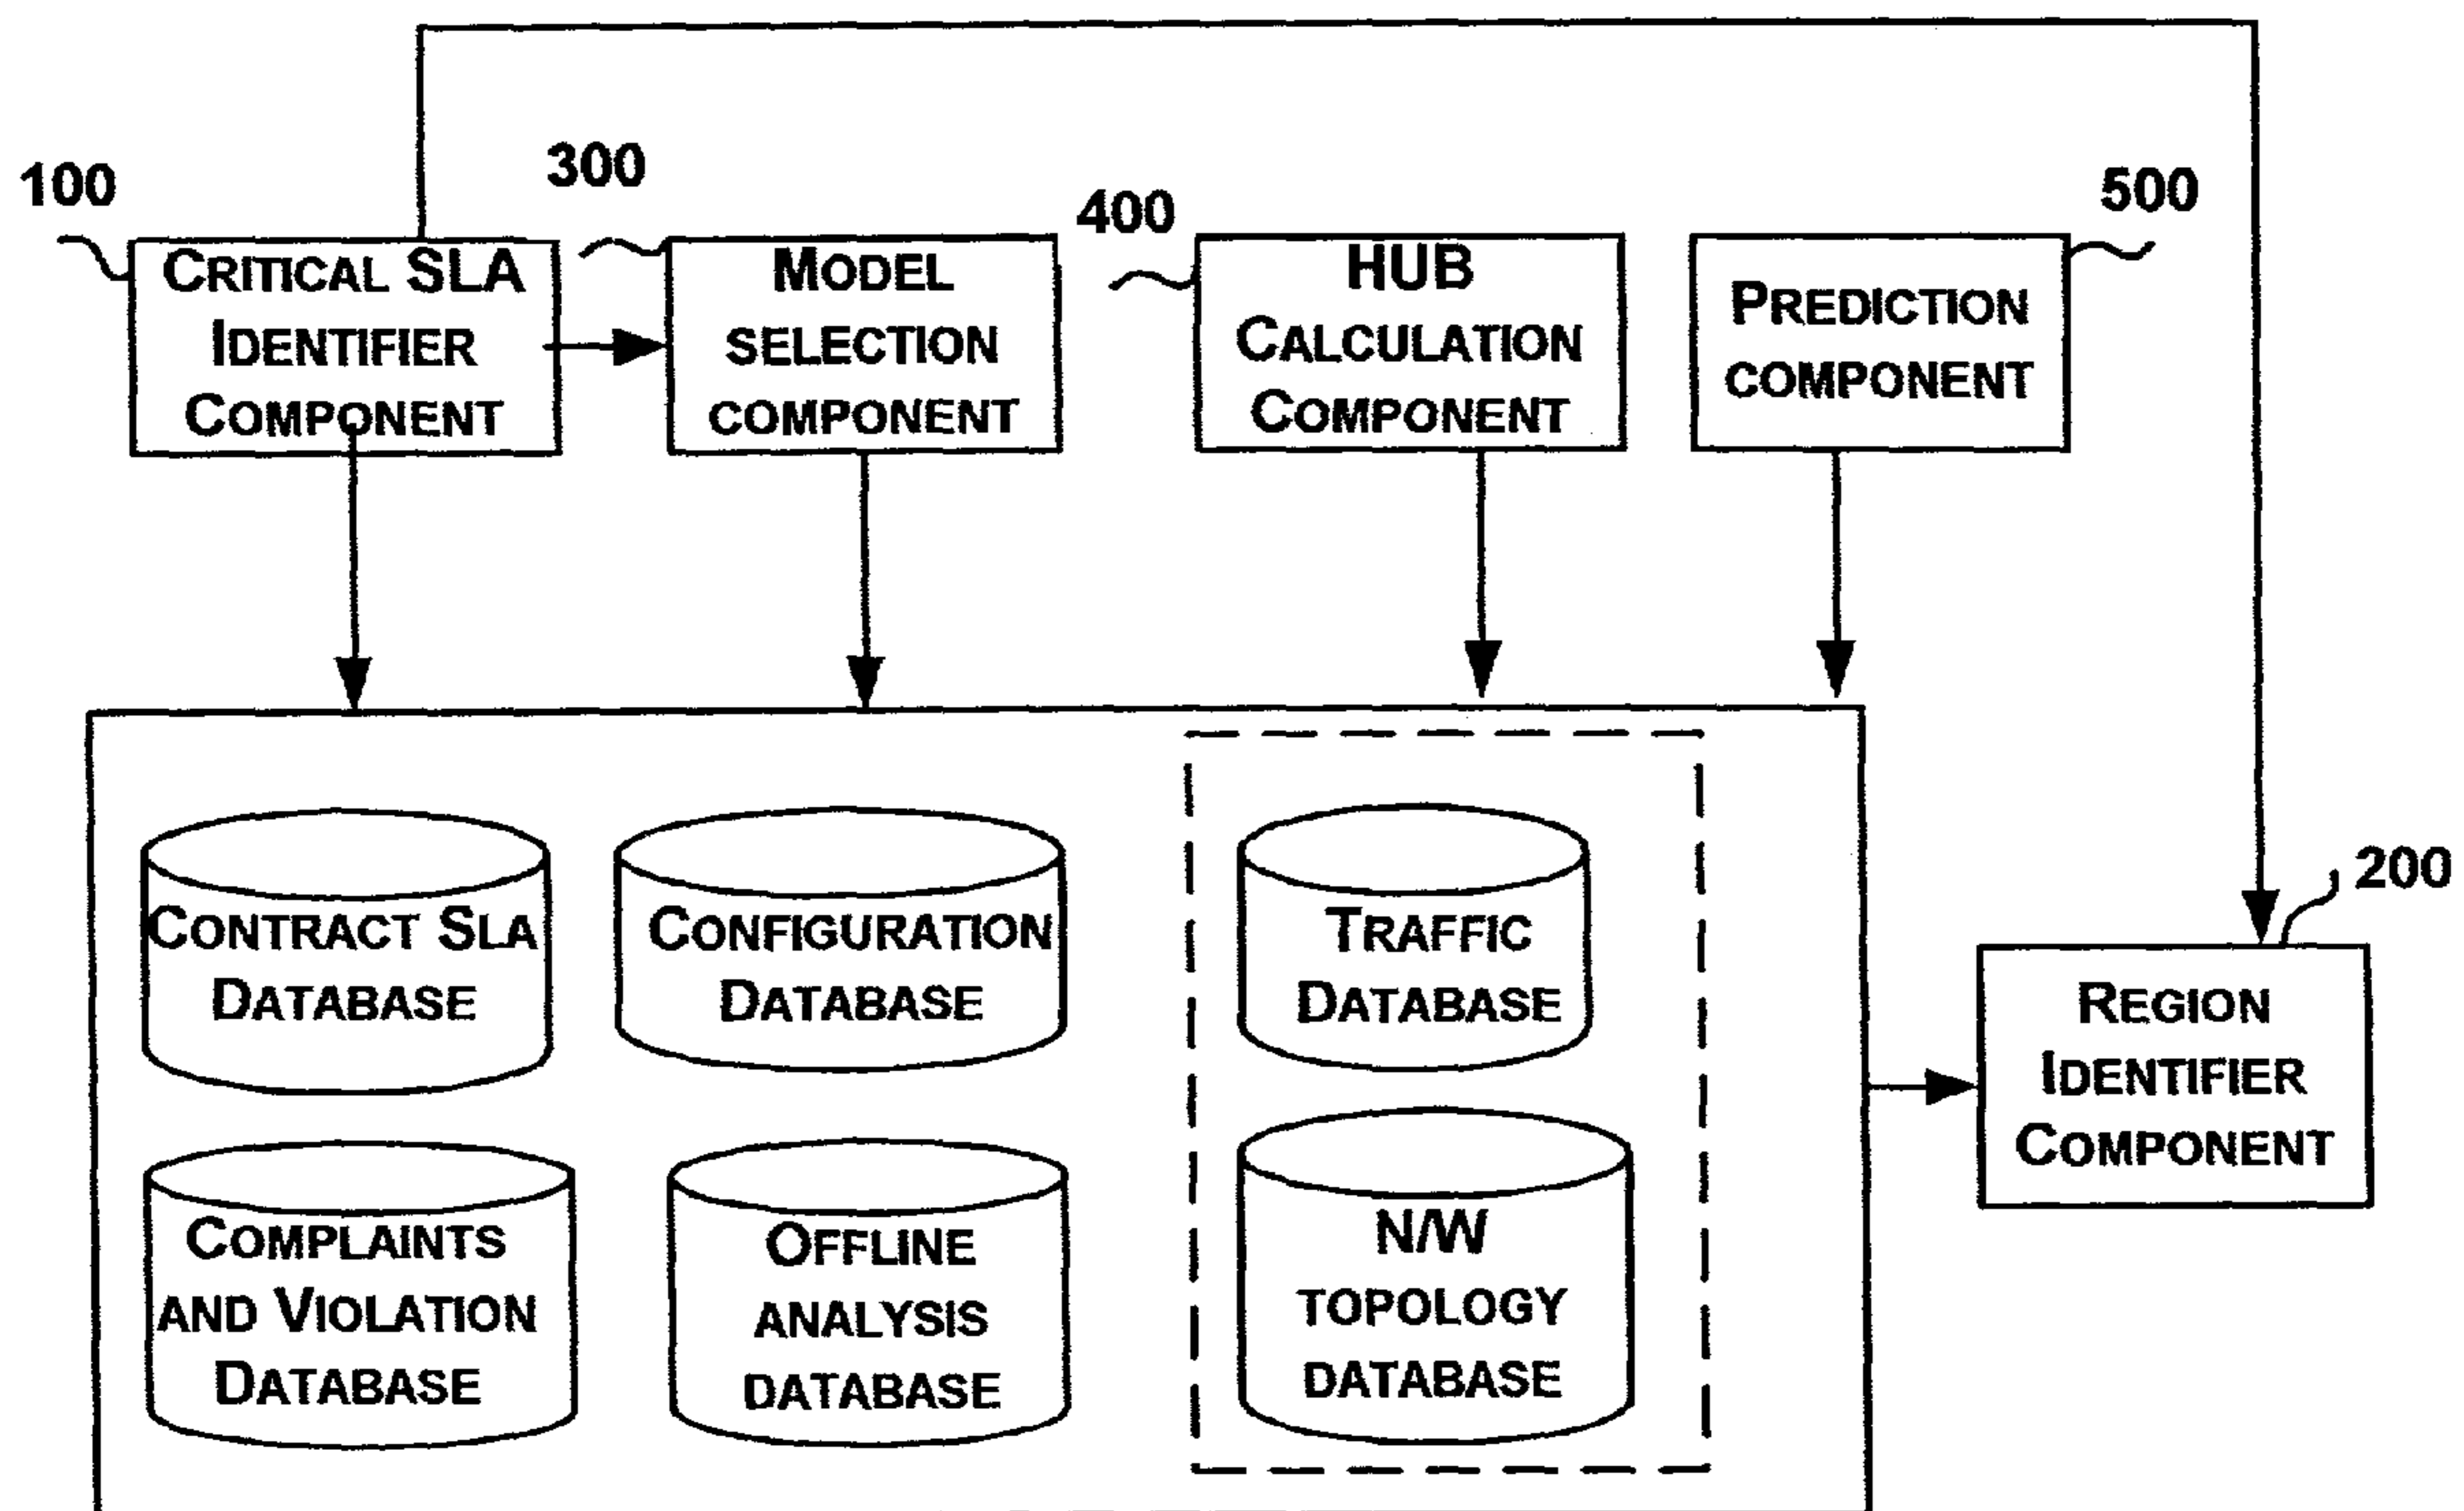 100
300
400
500
CRITICAL SLA
IDENTIFIER
COMPONENT
MODEL
SELECTION
COMPONENT
HUB
CALCULATION
COMPONENT
PREDICTION
COMPONENT
CONTRACT SLA
DATABASE
CONFIGURATION
DATABASE
TRAFFIC
DATABASE
200
REGION
IDENTIFIER
COMPONENT
COMPLAINTS
AND VIOLATION
DATABASE
OFFLINE
ANALYSIS
DATABASE
N/W
TOPOLOGY
DATABASE